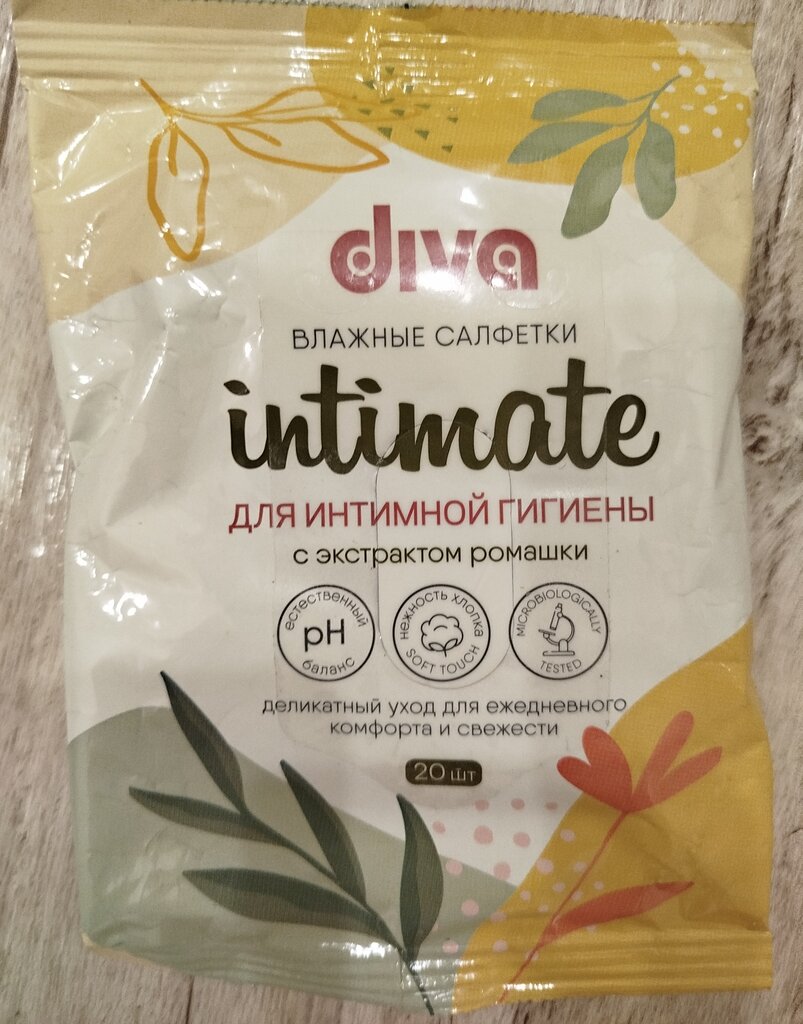 diva
ВЛАЖНЫЕ САЛФЕТКИ
intimate
ДЛЯ ИНТИМНОЙ ГИГИЕНЫ
с экстрактом ромашки
естественный
pH
баланс
нежность хлопка
SOFT TOUCH
MICROBIOLOGICALLY
TESTED
деликатный уход для ежедневного
комфорта и свежести
20 шт